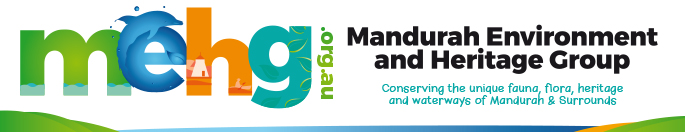 mehg
.org.au
Mandurah Environment
and Heritage Group
Conserving the unique fauna, flora, heritage
and waterways of Mandurah & Surrounds